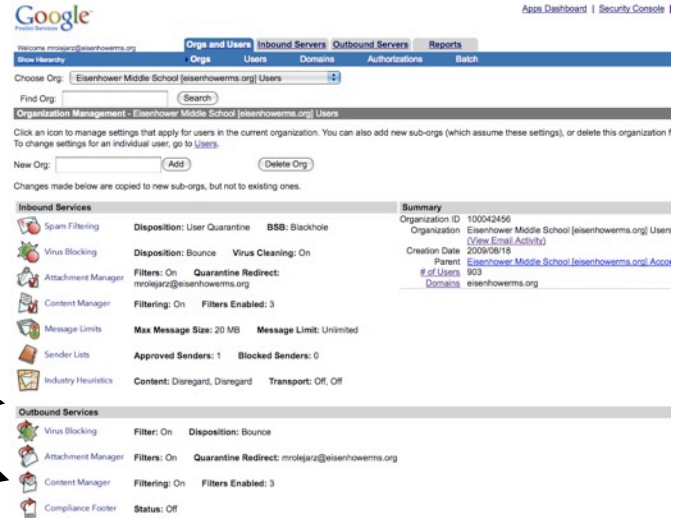 Google
Postini Services
Apps Dashboard | Security Console |
Welcome mrolejarz@eisenhowerms.org
Orgs and Users Inbound Servers Outbound Servers Reports
Show Hierarchy Orgs Users Domains Authorizations Batch
Choose Org: Eisenhower Middle School [eisenhowerms.org] Users
Find Org: Search
Organization Management - Eisenhower Middle School [eisenhowerms.org] Users
Click an icon to manage settings that apply for users in the current organization. You can also add new sub-orgs (which assume these settings), or delete this organization f
To change settings for an individual user, go to Users.
New Org: Add Delete Org
Changes made below are copied to new sub-orgs, but not to existing ones.
Inbound Services
Spam Filtering Disposition: User Quarantine BSB: Blackhole
Virus Blocking Disposition: Bounce Virus Cleaning: On
Attachment Manager Filters: On Quarantine Redirect:
mrolejarz@eisenhowerms.org
Content Manager Filtering: On Filters Enabled: 3
Message Limits Max Message Size: 20 MB Message Limit: Unlimited
Sender Lists Approved Senders: 1 Blocked Senders: 0
Industry Heuristics Content: Disregard, Disregard Transport: Off, Off
Summary
Organization ID 100042456
Organization Eisenhower Middle School [eisenhowerms.org] Users
(View Email Activity)
Creation Date 2009/08/18
Parent Eisenhower Middle School [eisenhowerms.org] Accou
# of Users 903
Domains eisenhowerms.org
Outbound Services
Virus Blocking Filter: On Disposition: Bounce
Attachment Manager Filters: On Quarantine Redirect: mrolejarz@eisenhowerms.org
Content Manager Filtering: On Filters Enabled: 3
Compliance Footer Status: Off